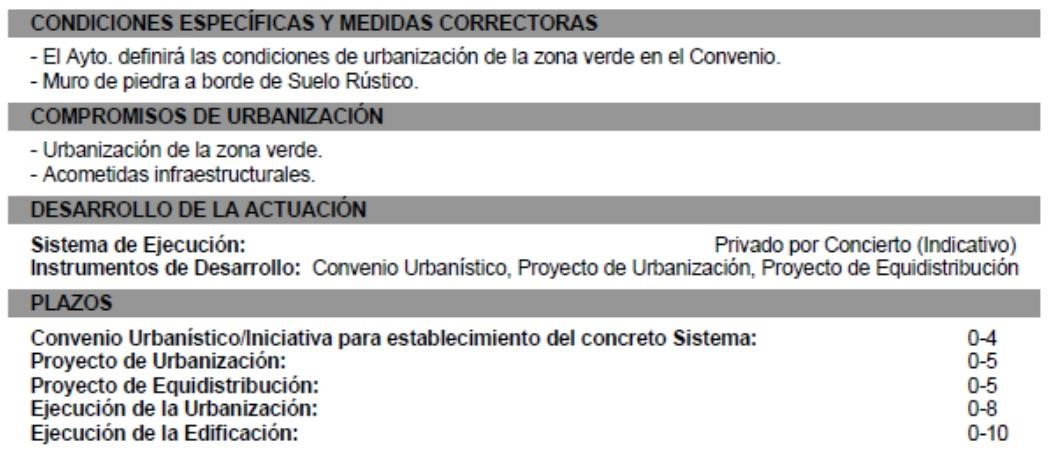 CONDICIONES ESPECÍFICAS Y MEDIDAS CORRECTORAS
- El Ayto. definirá las condiciones de urbanización de la zona verde en el Convenio.
- Muro de piedra a borde de Suelo Rústico.
COMPROMISOS DE URBANIZACIÓN
- Urbanización de la zona verde.
- Acometidas infraestructurales.
DESARROLLO DE LA ACTUACIÓN
Sistema de Ejecución: Privado por Concierto (Indicativo)
Instrumentos de Desarrollo: Convenio Urbanístico, Proyecto de Urbanización, Proyecto de Equidistribución
PLAZOS
Convenio Urbanístico/Iniciativa para establecimiento del concreto Sistema: 0-4
Proyecto de Urbanización: 0-5
Proyecto de Equidistribución: 0-5
Ejecución de la Urbanización: 0-8
Ejecución de la Edificación: 0-10